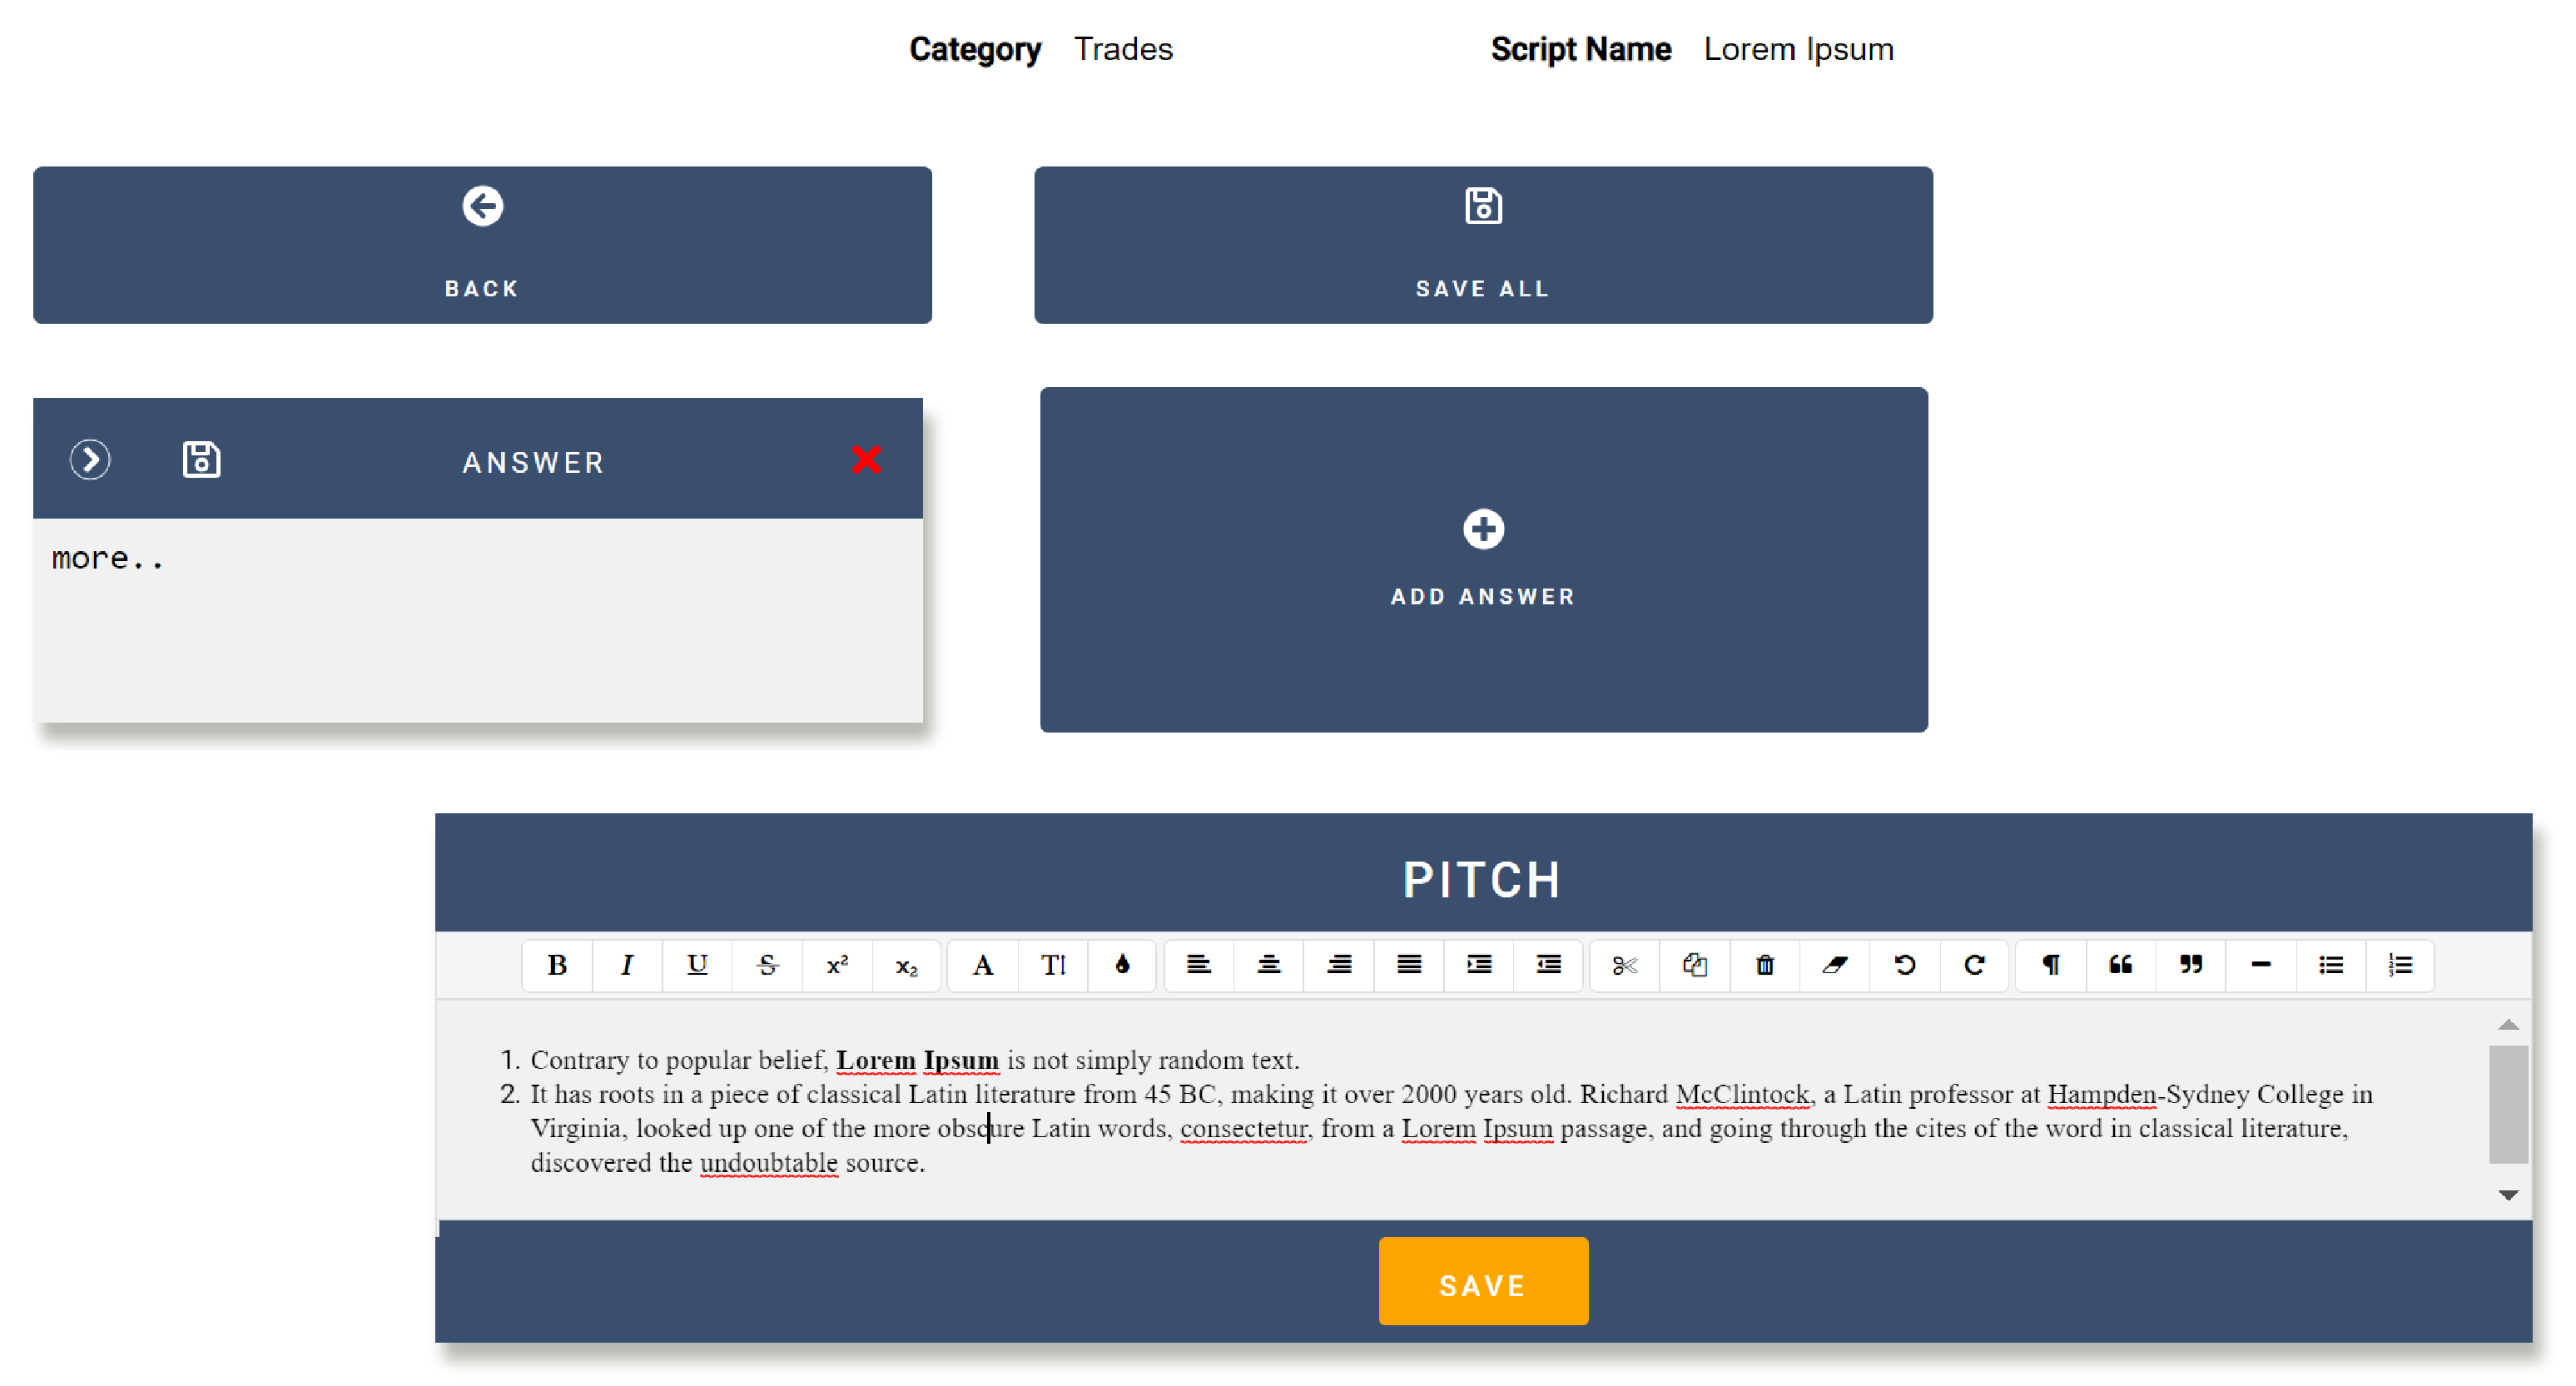 Category Trades Script Name Lorem Ipsum
BACK
SAVE ALL
ANSWER
more..
ADD ANSWER
PITCH
B I U S x² x₂ A T
1. Contrary to popular belief, Lorem Ipsum is not simply random text.
2. It has roots in a piece of classical Latin literature from 45 BC, making it over 2000 years old. Richard McClintock, a Latin professor at Hampden-Sydney College in
Virginia, looked up one of the more obscure Latin words, consectetur, from a Lorem Ipsum passage, and going through the cites of the word in classical literature,
discovered the undoubtable source.
SAVE